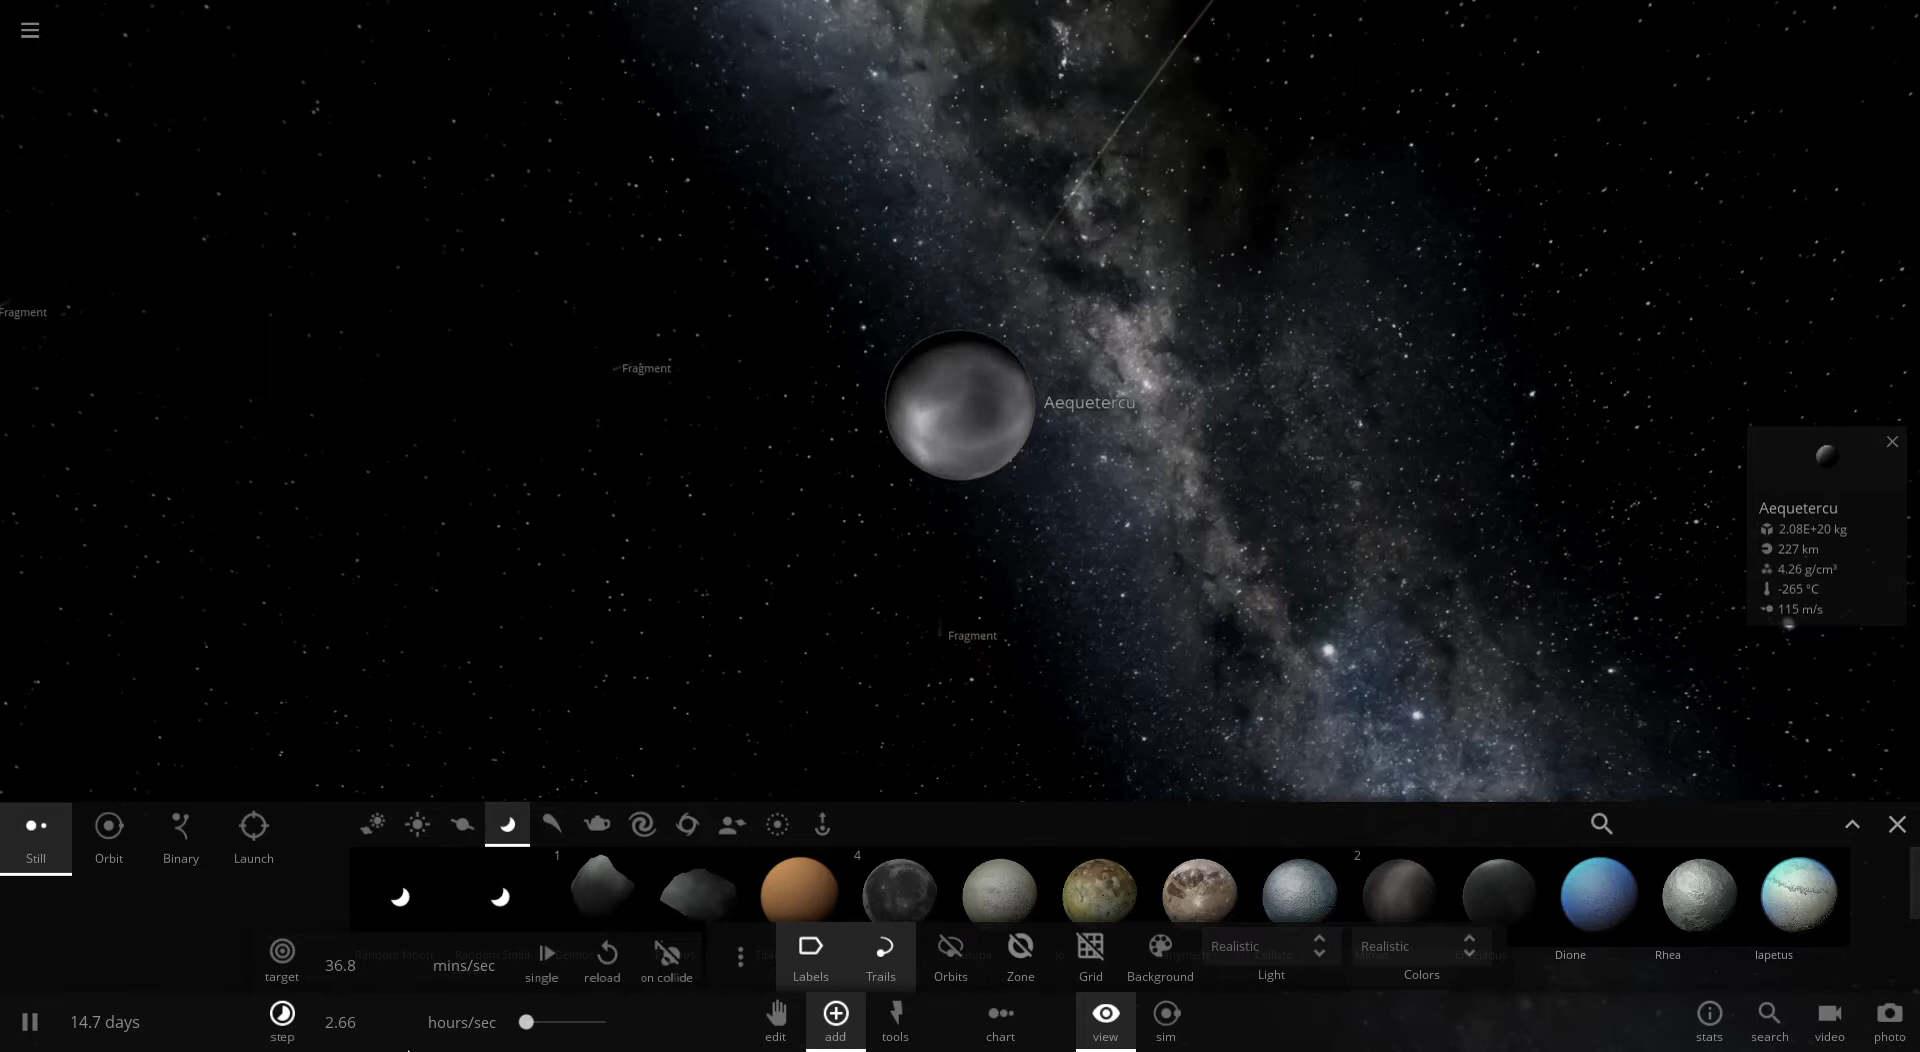 Fragment
Fragment
Aequetercu
Fragment
Aequetercu
2.08E+20 kg
227 km
4.26 g/cm³
-265 °C
115 m/s
Still
Orbit
Binary
Launch
1
4
2
Dione
Rhea
Iapetus
target
36.8
mins/sec
single
reload
on collide
Labels
Trails
Orbits
Zone
Grid
Background
Realistic
Light
Realistic
Colors
14.7 days
step
2.66
hours/sec
edit
add
tools
chart
view
sim
stats
search
video
photo